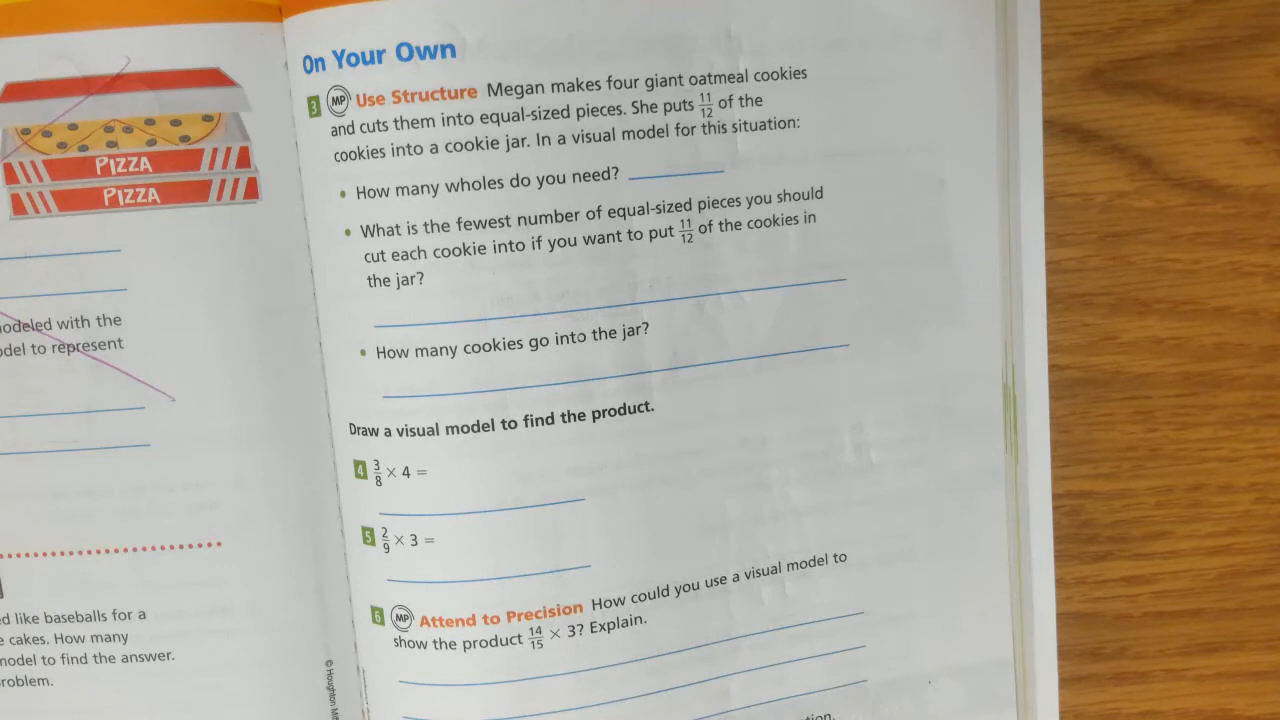 PIZZA
PIZZA
odeled with the
del to represent
ed like baseballs for a
e cakes. How many
model to find the answer.
roblem.
On Your Own
3 MP Use Structure Megan makes four giant oatmeal cookies
and cuts them into equal-sized pieces. She puts 11/12 of the
cookies into a cookie jar. In a visual model for this situation:
• How many wholes do you need?
• What is the fewest number of equal-sized pieces you should
cut each cookie into if you want to put 11/12 of the cookies in
the jar?
• How many cookies go into the jar?
Draw a visual model to find the product.
4 3/8 × 4 =
5 2/9 × 3 =
6 MP Attend to Precision How could you use a visual model to
show the product 14/15 × 3? Explain.
© Houghton Mi